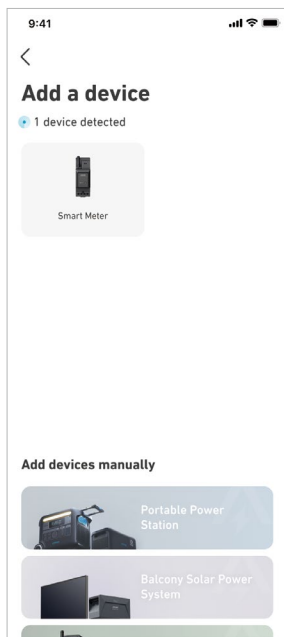 9:41
Add a device
1 device detected
Smart Meter
Add devices manually
Portable Power
Station
Balcony Solar Power
System